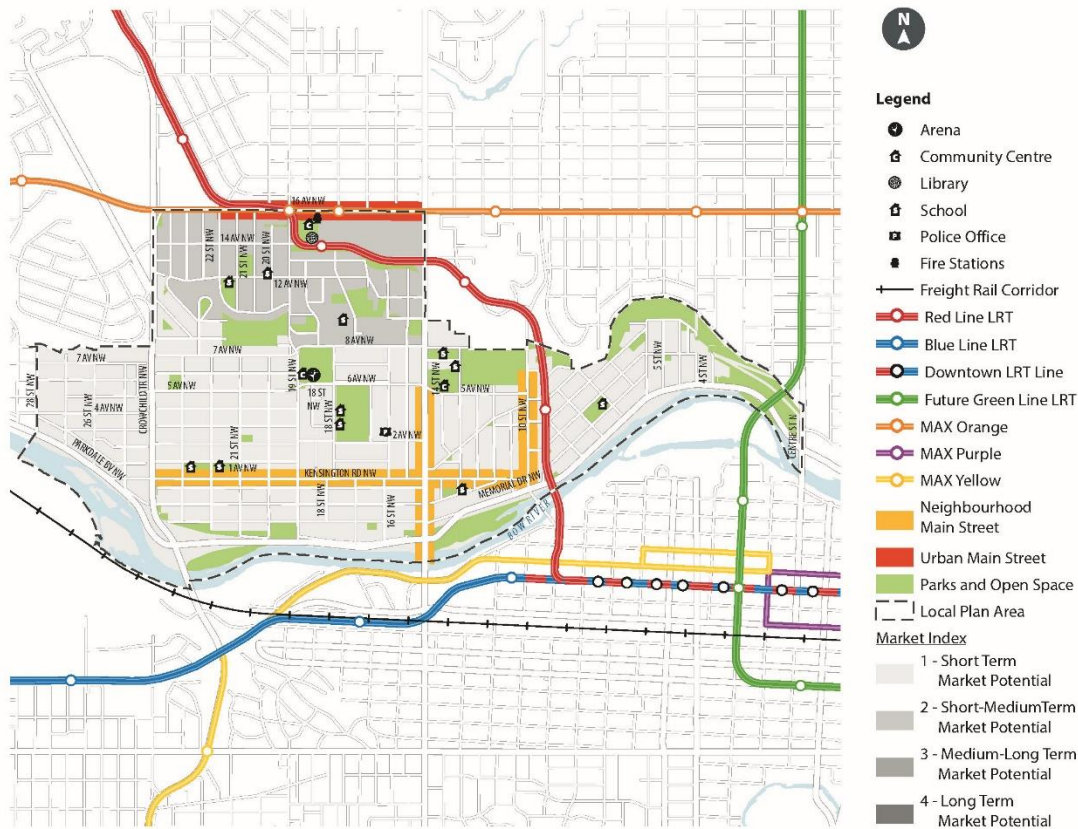 N
Legend
Arena
Community Centre
Library
School
Police Office
Fire Stations
Freight Rail Corridor
Red Line LRT
Blue Line LRT
Downtown LRT Line
Future Green Line LRT
MAX Orange
MAX Purple
MAX Yellow
Neighbourhood
Main Street
Urban Main Street
Parks and Open Space
Local Plan Area
Market Index
1 - Short Term
Market Potential
2 - Short-MediumTerm
Market Potential
3 - Medium-Long Term
Market Potential
4 - Long Term
Market Potential
16 AV NW
14 AV NW
22 ST NW
21 ST NW
20 ST NW
12 AV NW
8 AV NW
7 AV NW
7 AV NW
28 ST NW
CROWCHILD TR NW
5 AV NW
19 ST NW
6 AV NW
18 ST
NW
14 ST NW
5 AV NW
5 ST NW
4 ST NW
26 ST NW
4 AV NW
18 ST NW
10 ST NW
CENTRE ST N
2 AV NW
PARKDALE BV NW
21 ST NW
1 AV NW
KENSINGTON RD NW
MEMORIAL DR NW
18 ST NW
16 ST NW
BOW RIVER